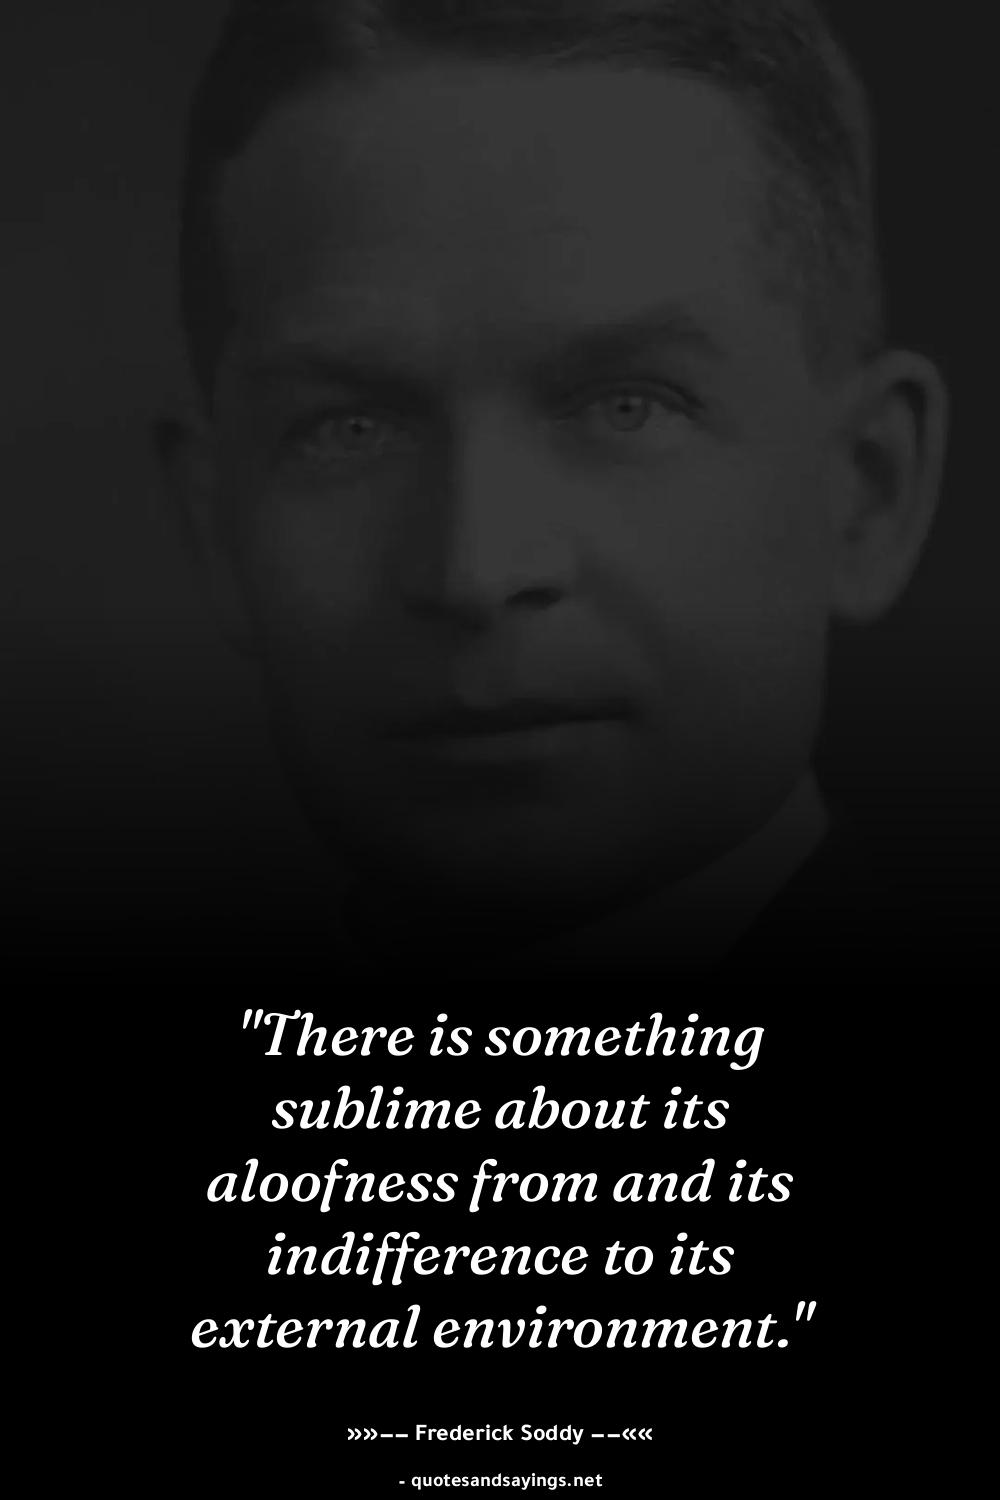 "There is something
sublime about its
aloofness from and its
indifference to its
external environment."
»»−− Frederick Soddy −−««
- quotesandsayings.net